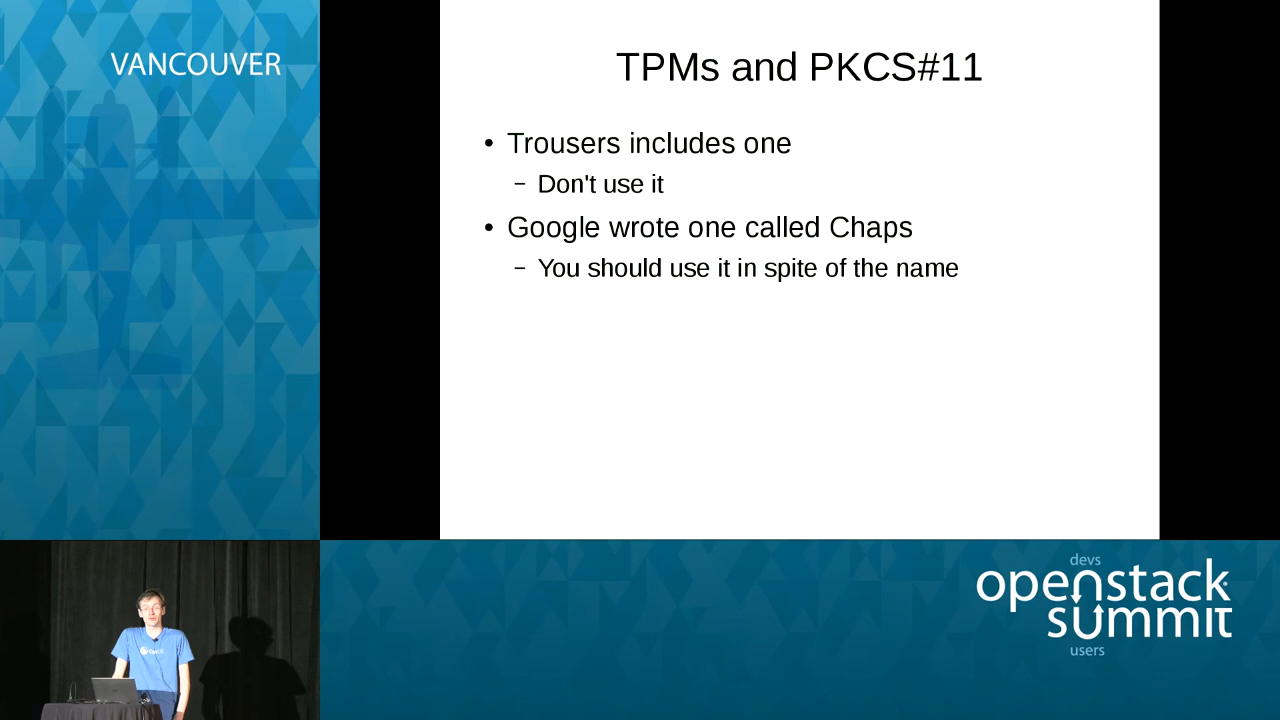 VANCOUVER
TPMs and PKCS#11
• Trousers includes one
– Don't use it
• Google wrote one called Chaps
– You should use it in spite of the name
devs
openstack
summit
users